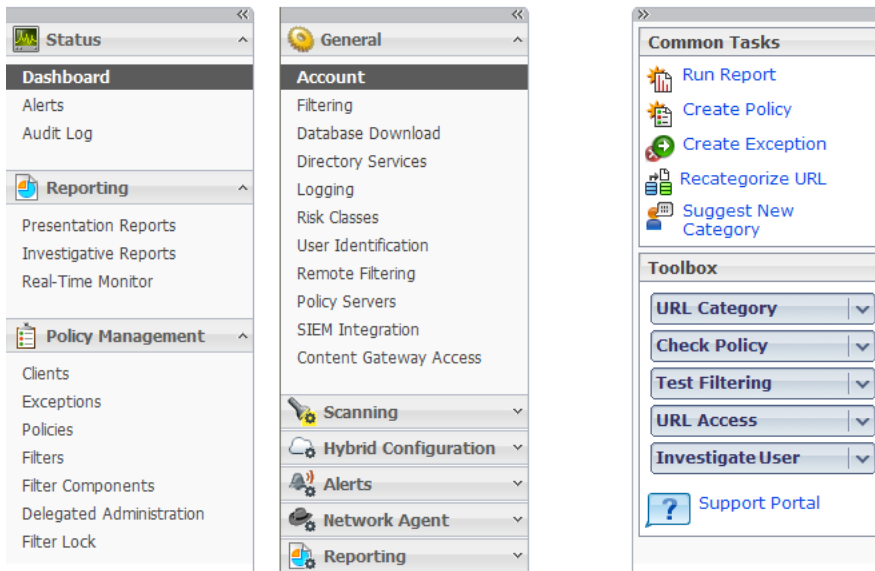 Status
Dashboard
Alerts
Audit Log
Reporting
Presentation Reports
Investigative Reports
Real-Time Monitor
Policy Management
Clients
Exceptions
Policies
Filters
Filter Components
Delegated Administration
Filter Lock
General
Account
Filtering
Database Download
Directory Services
Logging
Risk Classes
User Identification
Remote Filtering
Policy Servers
SIEM Integration
Content Gateway Access
Scanning
Hybrid Configuration
Alerts
Network Agent
Reporting
Common Tasks
Run Report
Create Policy
Create Exception
Recategorize URL
Suggest New
Category
Toolbox
URL Category
Check Policy
Test Filtering
URL Access
Investigate User
Support Portal